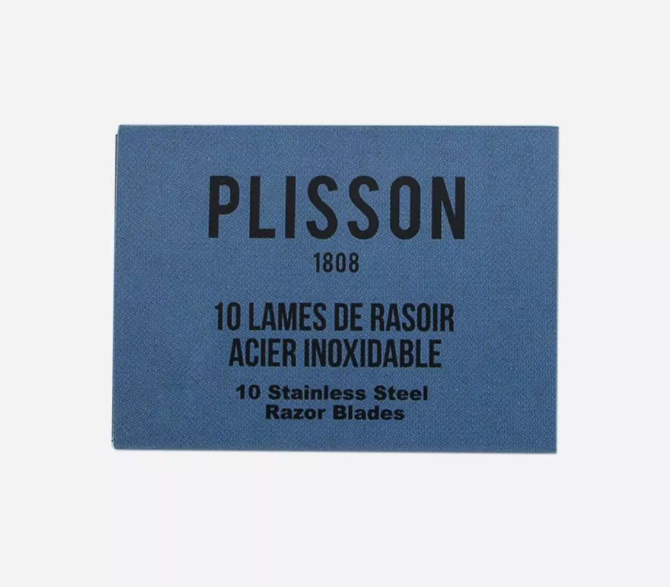 PLISSON
1808
10 LAMES DE RASOIR
ACIER INOXIDABLE
10 Stainless Steel
Razor Blades